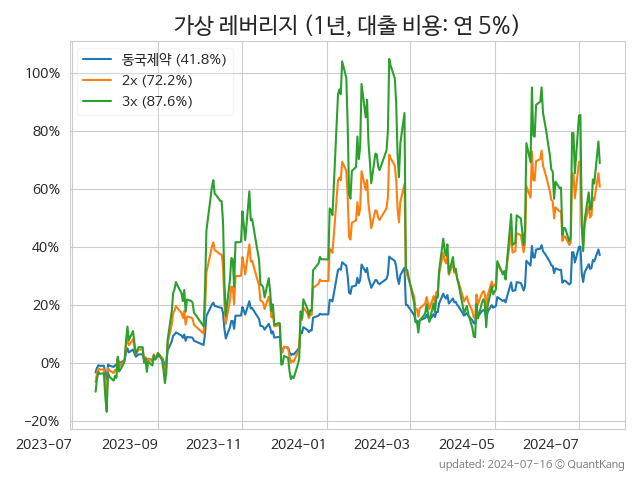 가상 레버리지 (1년, 대출 비용: 연 5%)
동국제약 (41.8%)
2x (72.2%)
3x (87.6%)
100%
80%
60%
40%
20%
0%
−20%
2023-07
2023-09
2023-11
2024-01
2024-03
2024-05
2024-07
updated: 2024-07-16 © QuantKang